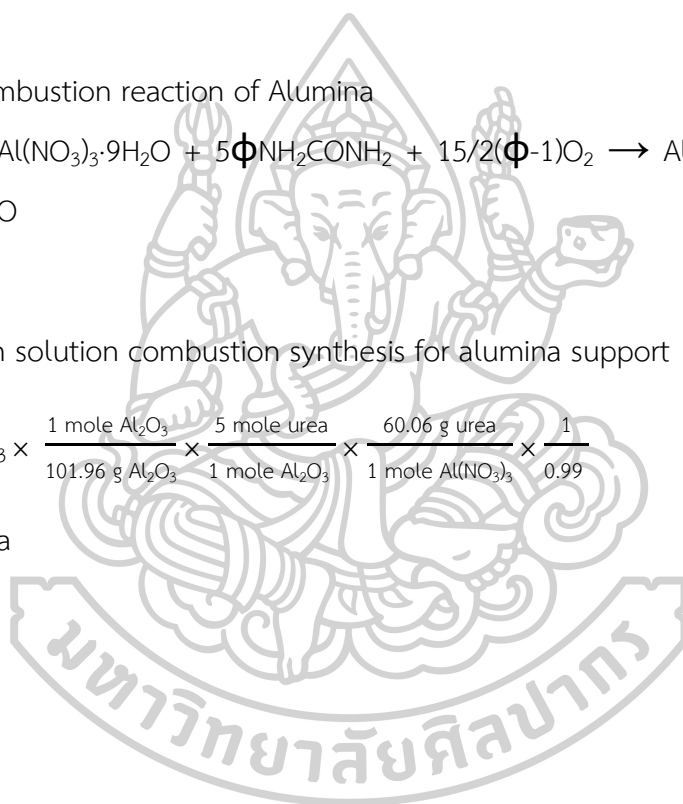 mbustion reaction of Alumina
Al(NO₃)₃·9H₂O + 5ΦNH₂CONH₂ + 15/2(Φ-1)O₂ → Al
O
n solution combustion synthesis for alumina support
₃ × 1 mole Al₂O₃ / 101.96 g Al₂O₃ × 5 mole urea / 1 mole Al₂O₃ × 60.06 g urea / 1 mole Al(NO₃)₃ × 1 / 0.99
a
มหาวิทยาลัยศิลปากร